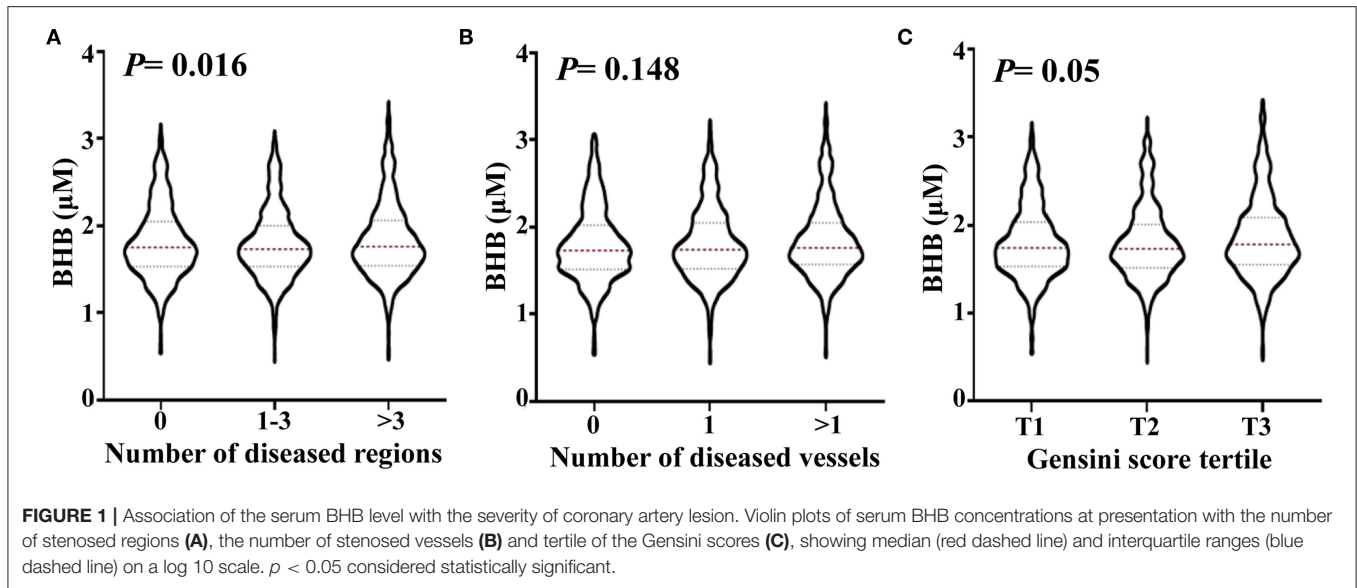 A
P= 0.016
4
3
2
1
0
BHB (µM)
0 1-3 >3
Number of diseased regions
B
P= 0.148
4
3
2
1
0
BHB (µM)
0 1 >1
Number of diseased vessels
C
P= 0.05
4
3
2
1
0
BHB (µM)
T1 T2 T3
Gensini score tertile
FIGURE 1 | Association of the serum BHB level with the severity of coronary artery lesion. Violin plots of serum BHB concentrations at presentation with the number
of stenosed regions (A), the number of stenosed vessels (B) and tertile of the Gensini scores (C), showing median (red dashed line) and interquartile ranges (blue
dashed line) on a log 10 scale. p < 0.05 considered statistically significant.